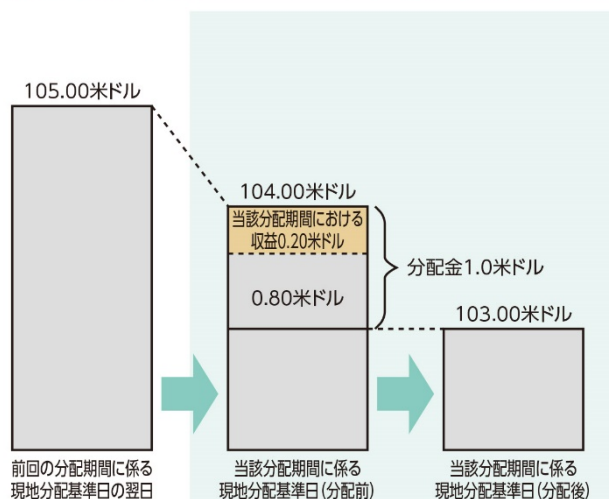 105.00米ドル
104.00米ドル
当該分配期間における
収益0.20米ドル
0.80米ドル
分配金1.0米ドル
103.00米ドル
前回の分配期間に係る
現地分配基準日の翌日
当該分配期間に係る
現地分配基準日(分配前)
当該分配期間に係る
現地分配基準日(分配後)